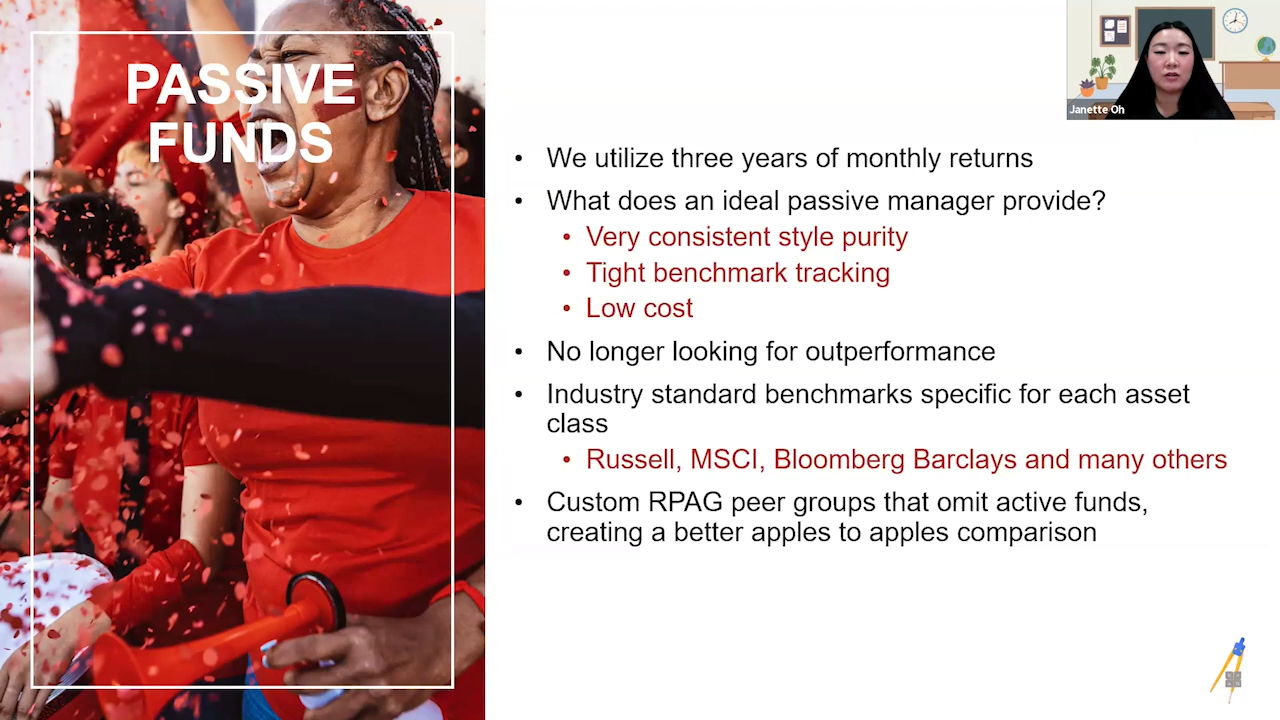 PASSIVE
FUNDS
Janette Oh
• We utilize three years of monthly returns
• What does an ideal passive manager provide?
• Very consistent style purity
• Tight benchmark tracking
• Low cost
• No longer looking for outperformance
• Industry standard benchmarks specific for each asset
class
• Russell, MSCI, Bloomberg Barclays and many others
• Custom RPAG peer groups that omit active funds,
creating a better apples to apples comparison